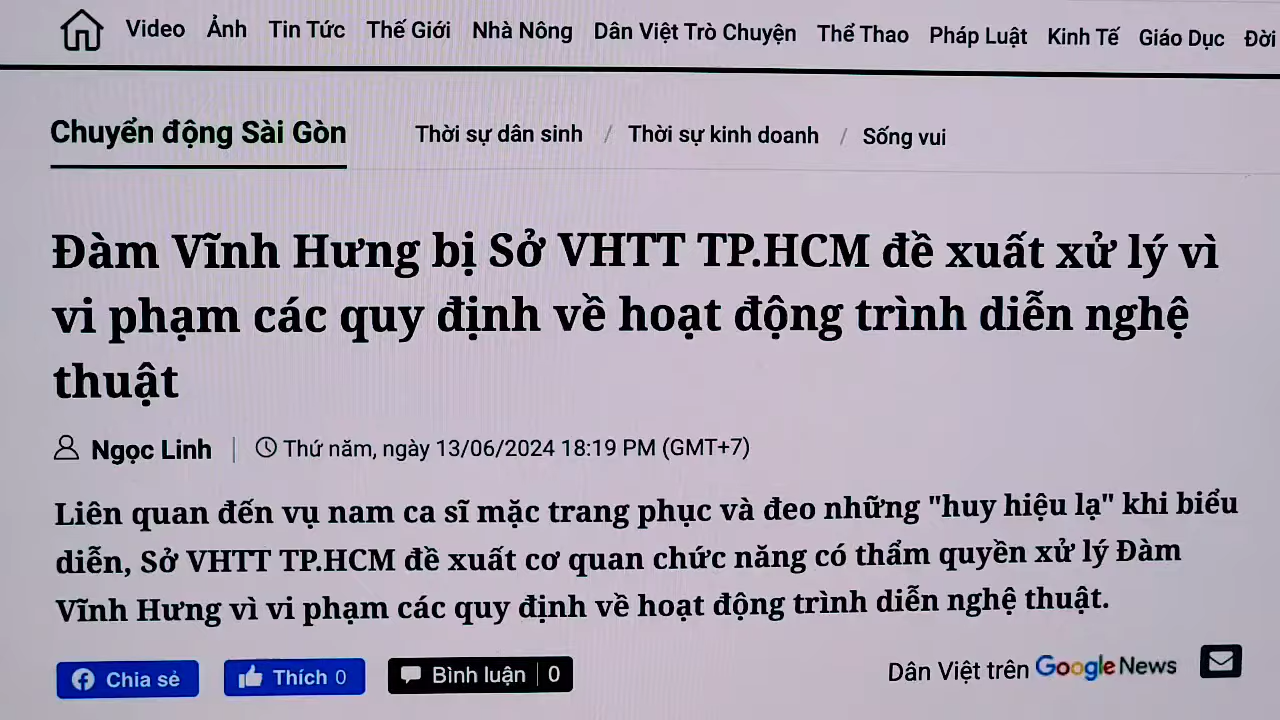 Video Ảnh Tin Tức Thế Giới Nhà Nông Dân Việt Trò Chuyện Thể Thao Pháp Luật Kinh Tế Giáo Dục Đời
Chuyển động Sài Gòn Thời sự dân sinh / Thời sự kinh doanh / Sống vui
Đàm Vĩnh Hưng bị Sở VHTT TP.HCM đề xuất xử lý vì
vi phạm các quy định về hoạt động trình diễn nghệ
thuật
Ngọc Linh | Thứ năm, ngày 13/06/2024 18:19 PM (GMT+7)
Liên quan đến vụ nam ca sĩ mặc trang phục và đeo những "huy hiệu lạ" khi biểu
diễn, Sở VHTT TP.HCM đề xuất cơ quan chức năng có thẩm quyền xử lý Đàm
Vĩnh Hưng vì vi phạm các quy định về hoạt động trình diễn nghệ thuật.
Chia sẻ Thích 0 Bình luận 0 Dân Việt trên Google News